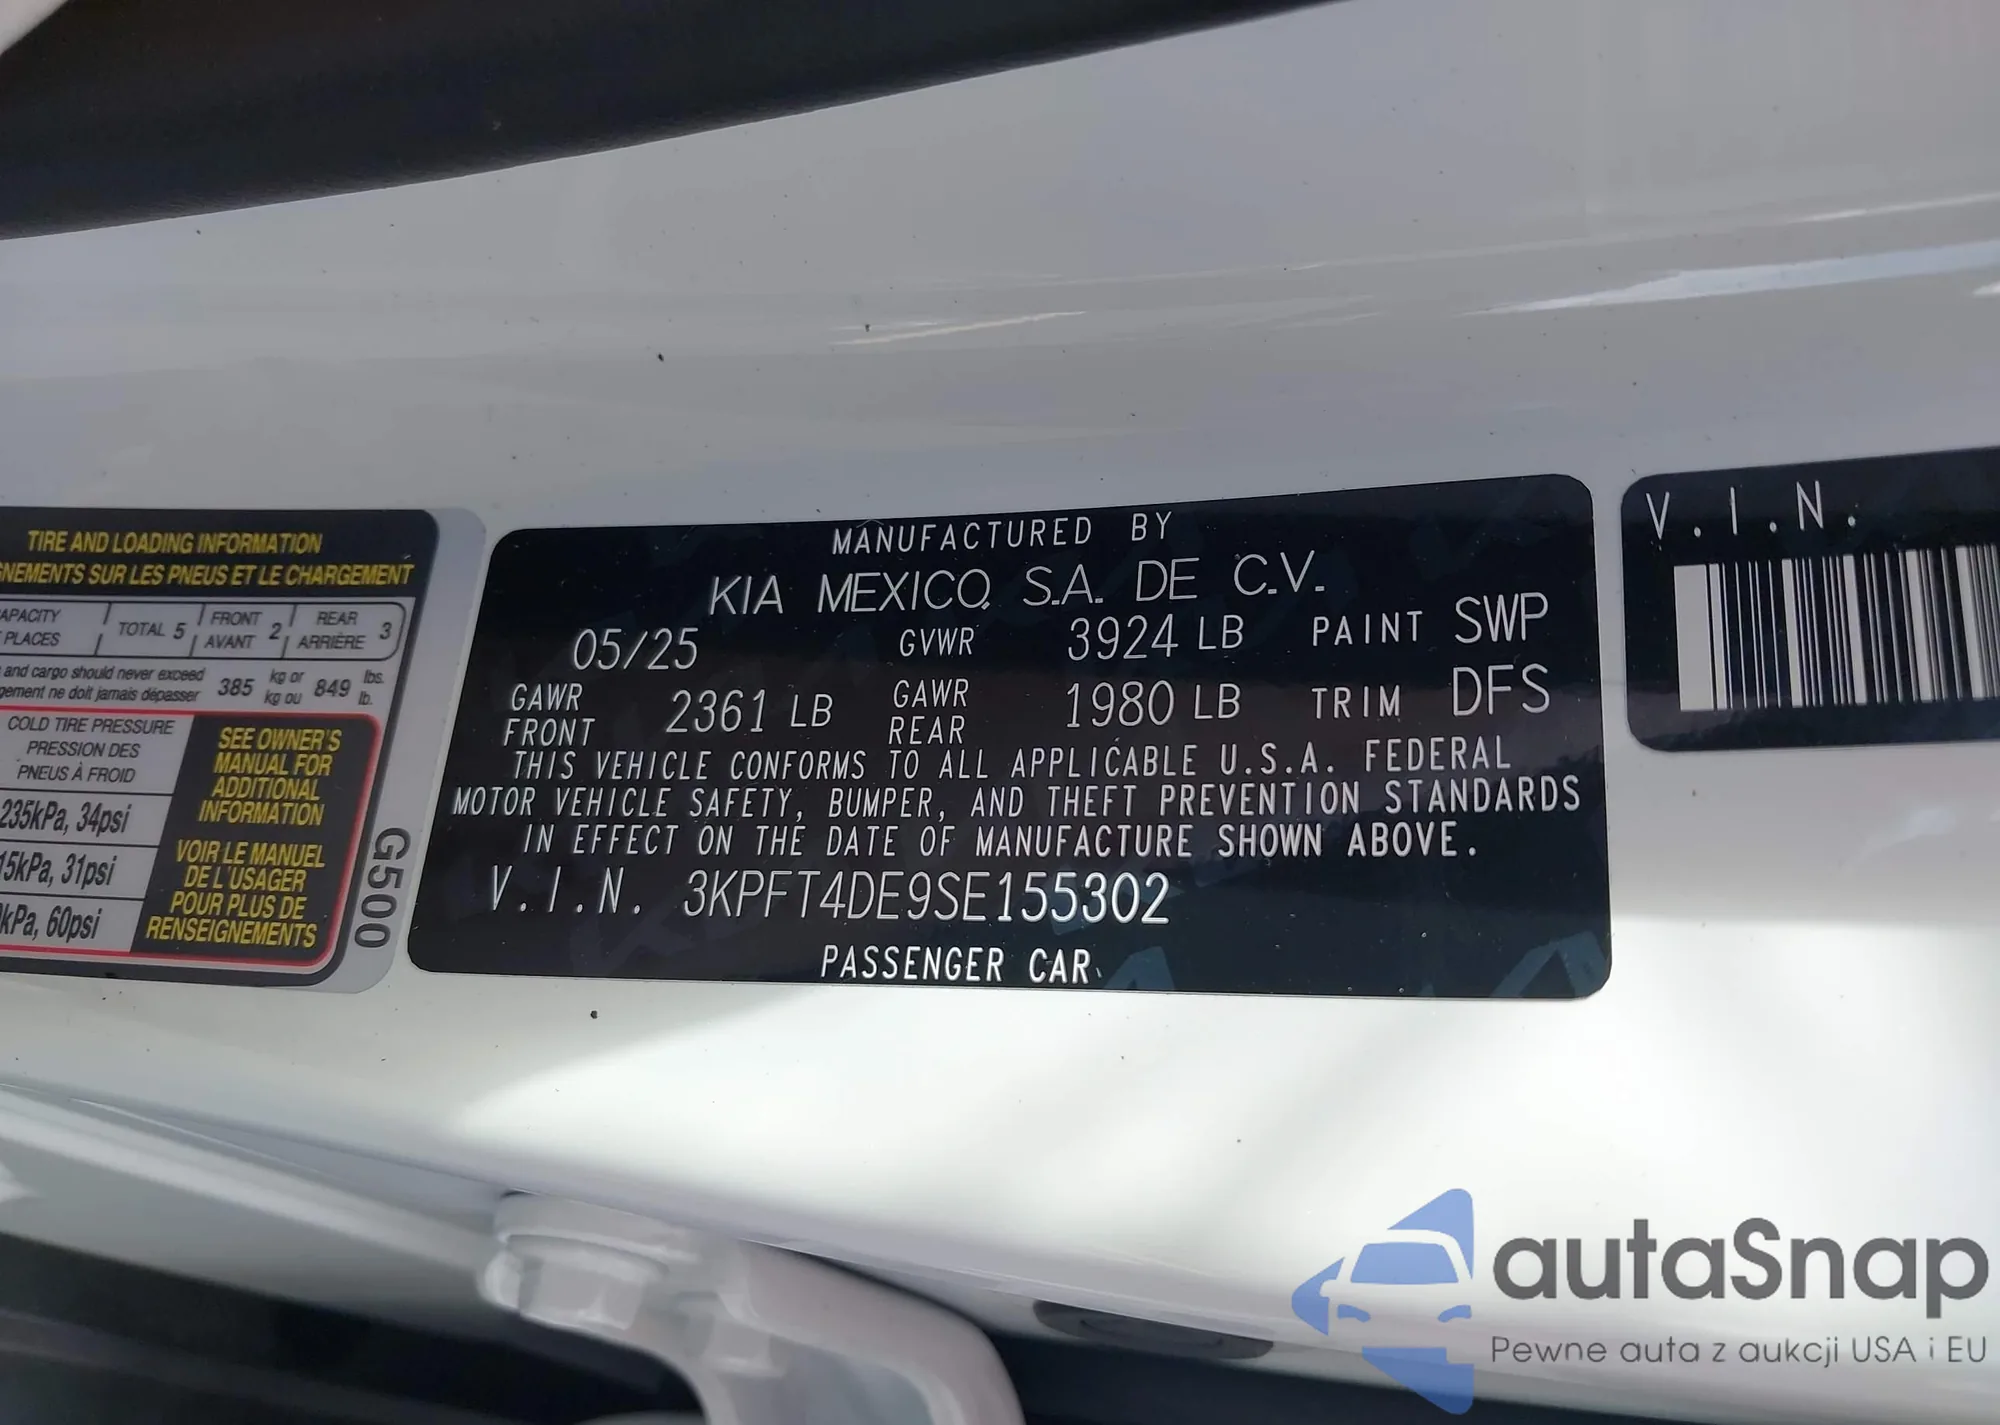 TIRE AND LOADING INFORMATION
SUR LES PNEUS ET LE CHARGEMENT
TOTAL 5 FRONT AVANT 2 REAR ARRIÈRE 3
PLACES
and cargo should never exceed
ne doit jamais dépasser
385 kg or kg ou 849 lbs. lb.
COLD TIRE PRESSURE
PRESSION DES
PNEUS À FROID
235kPa, 34psi
31psi
kPa, 60psi
SEE OWNER'S
MANUAL FOR
ADDITIONAL
INFORMATION
VOIR LE MANUEL
DE L'USAGER
POUR PLUS DE
RENSEIGNEMENTS
G500
MANUFACTURED BY
KIA MEXICO, S.A. DE C.V.
05/25 GVWR 3924 LB PAINT SWP
GAWR FRONT 2361 LB GAWR REAR 1980 LB TRIM DFS
THIS VEHICLE CONFORMS TO ALL APPLICABLE U.S.A. FEDERAL
MOTOR VEHICLE SAFETY, BUMPER, AND THEFT PREVENTION STANDARDS
IN EFFECT ON THE DATE OF MANUFACTURE SHOWN ABOVE.
V.I.N. 3KPFT4DE9SE155302
PASSENGER CAR
V.I.N.
autaSnap
Pewne auta z aukcji USA i EU